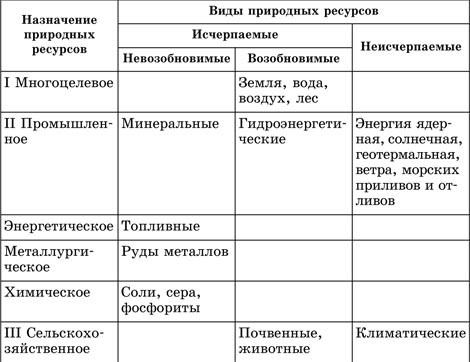 Назначение
природных
ресурсов
Виды природных ресурсов
Исчерпаемые
Неисчерпаемые
Невозобновимые
Возобновимые
I Многоцелевое
Земля, вода,
воздух, лес
II Промышлен-
ное
Минеральные
Гидроэнергети-
ческие
Энергия ядер-
ная, солнечная,
геотермальная,
ветра, морских
приливов и от-
ливов
Энергетическое
Топливные
Металлурги-
ческое
Руды металлов
Химическое
Соли, сера,
фосфориты
III Сельскохо-
зяйственное
Почвенные,
животные
Климатические